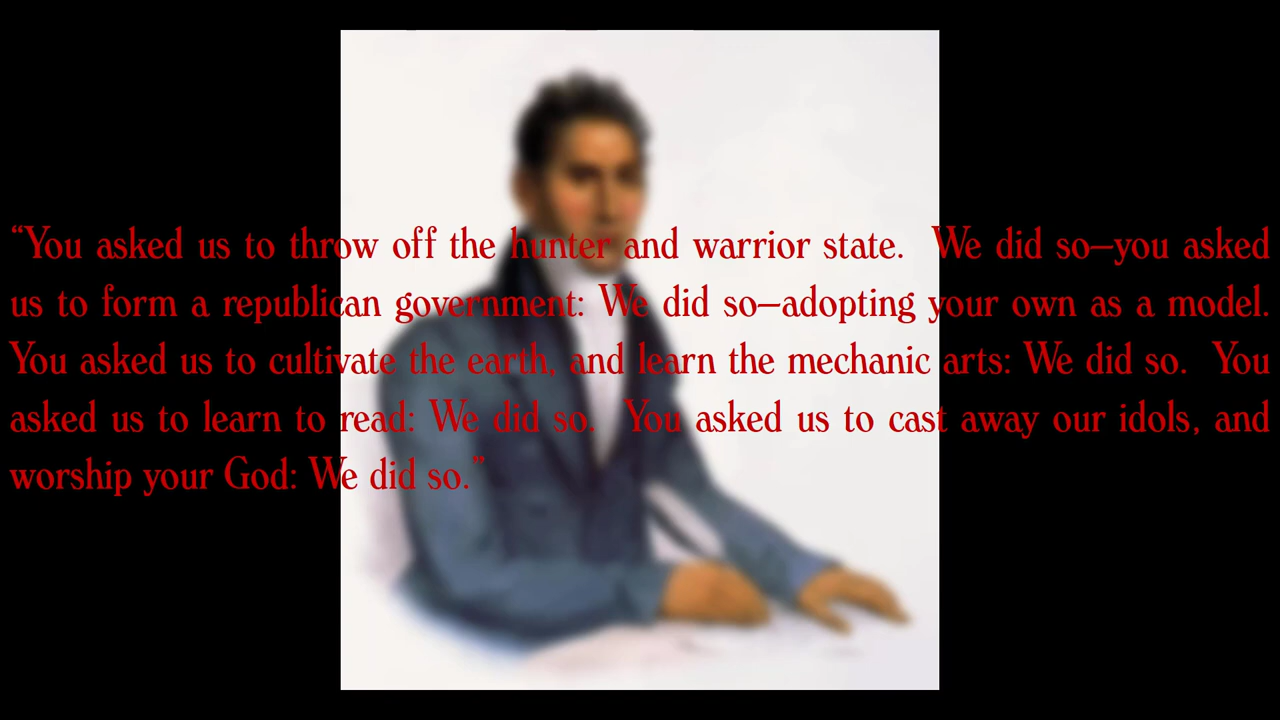 “You asked us to throw off the hunter and warrior state.  We did so—you asked
us to form a republican government: We did so—adopting your own as a model.
You asked us to cultivate the earth, and learn the mechanic arts: We did so.  You
asked us to learn to read: We did so.  You asked us to cast away our idols, and
worship your God: We did so.”